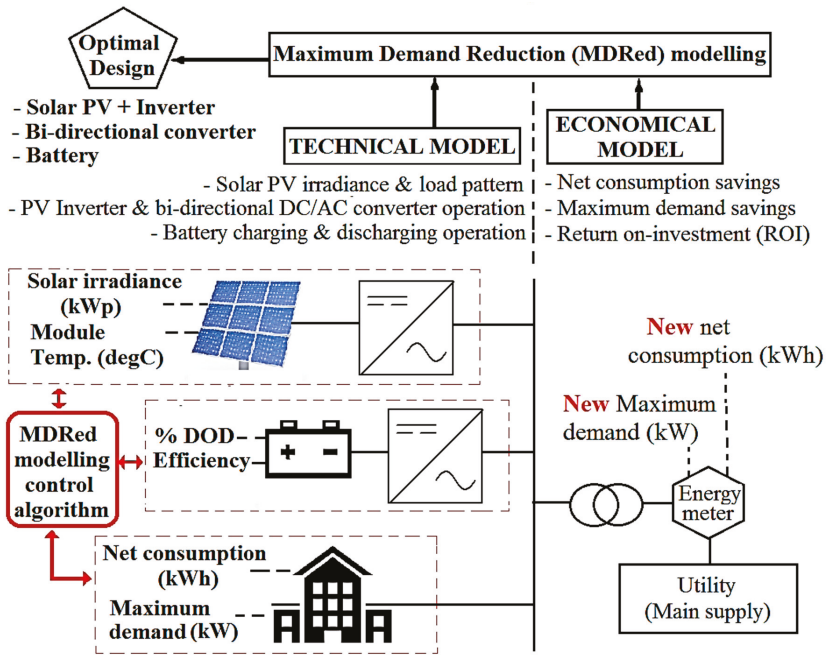 Optimal
Design
Maximum Demand Reduction (MDRed) modelling
- Solar PV + Inverter
- Bi-directional converter
- Battery
TECHNICAL MODEL
ECONOMICAL
MODEL
- Solar PV irradiance & load pattern
- PV Inverter & bi-directional DC/AC converter operation
- Battery charging & discharging operation
- Net consumption savings
- Maximum demand savings
- Return on-investment (ROI)
Solar irradiance
(kWp)
Module
Temp. (degC)
New net
consumption (kWh)
New Maximum
demand (kW)
MDRed
modelling
control
algorithm
% DOD
Efficiency
+ -
Energy
meter
Net consumption
(kWh)
Maximum
demand (kW)
Utility
(Main supply)